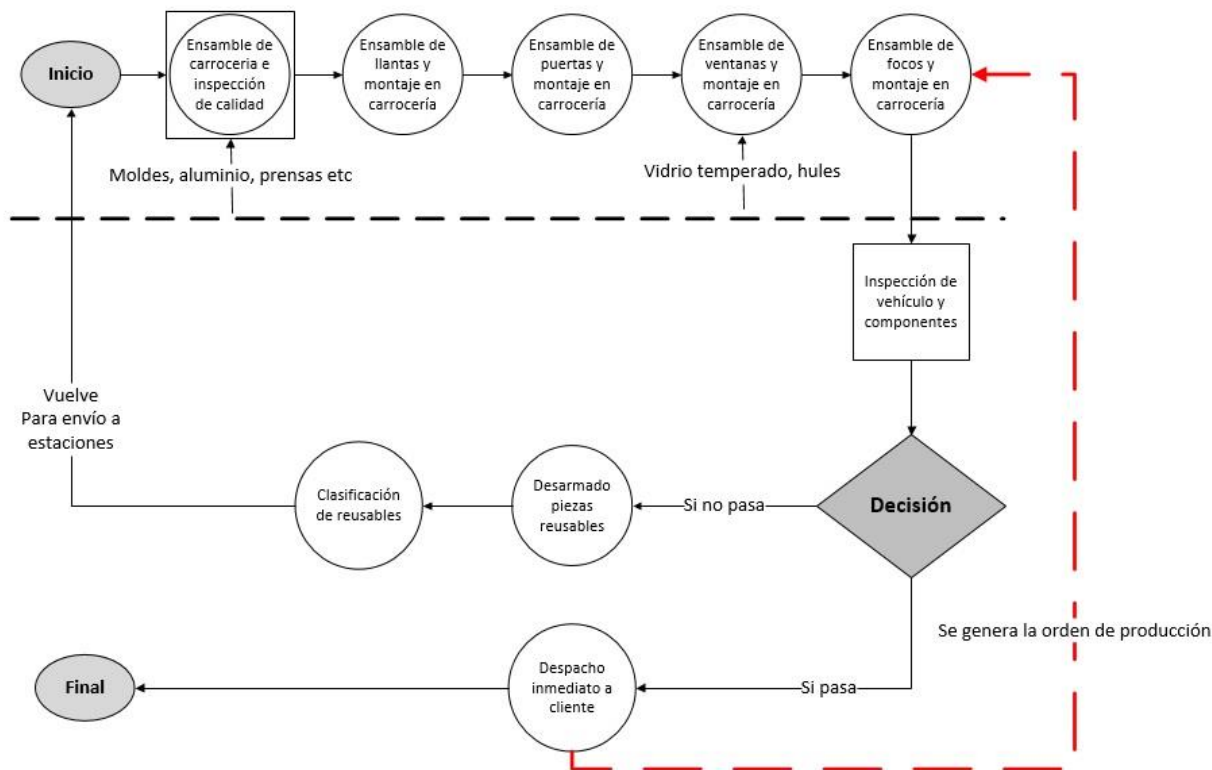 Inicio
Ensamble de
carroceria e
inspección
de calidad
Ensamble de
llantas y
montaje en
carrocería
Ensamble de
puertas y
montaje en
carrocería
Ensamble de
ventanas y
montaje en
carrocería
Ensamble de
focos y
montaje en
carrocería
Moldes, aluminio, prensas etc
Vidrio temperado, hules
Inspección de
vehículo y
componentes
Vuelve
Para envío a
estaciones
Clasificación
de reusables
Desarmado
piezas
reusables
Si no pasa
Decisión
Se genera la orden de producción
Final
Despacho
inmediato a
cliente
Si pasa